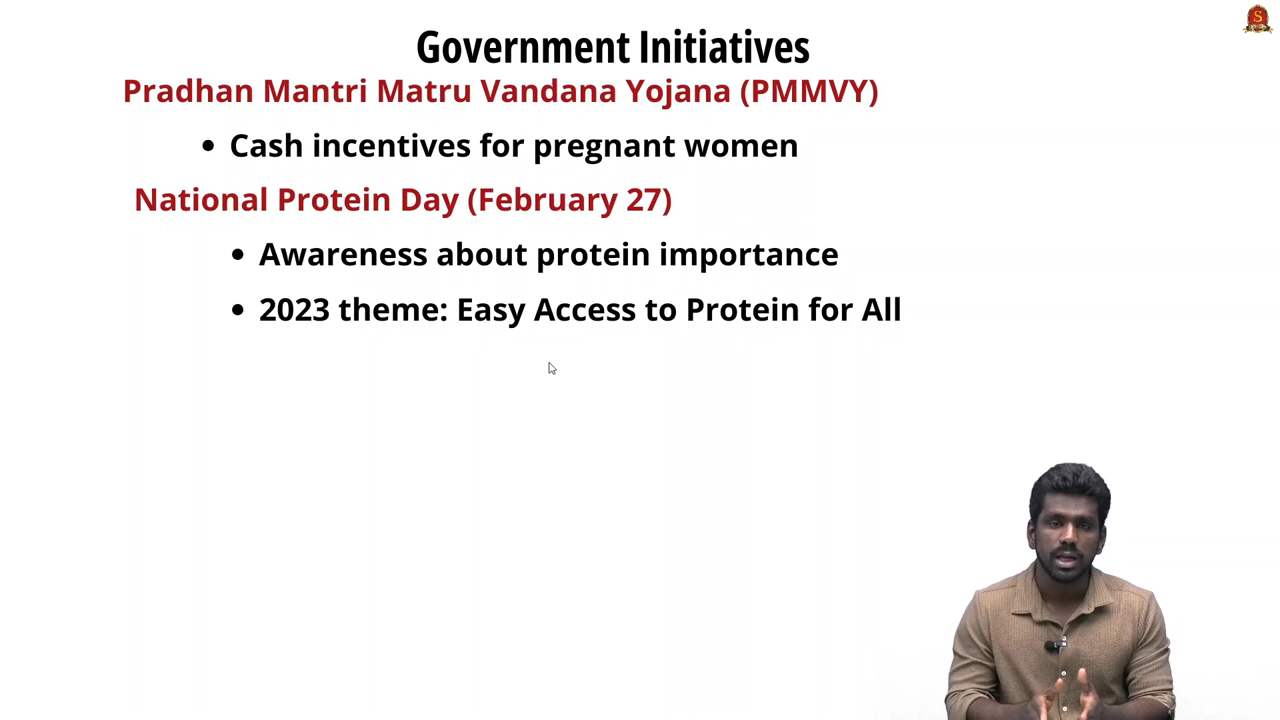 Government Initiatives
Pradhan Mantri Matru Vandana Yojana (PMMVY)
• Cash incentives for pregnant women
National Protein Day (February 27)
• Awareness about protein importance
• 2023 theme: Easy Access to Protein for All